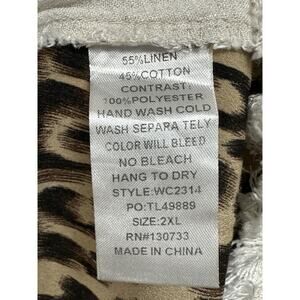 55%LINEN
45%COTTON
CONTRAST:
100%POLYESTER
HAND WASH COLD
WASH SEPARA TELY
COLOR WILL BLEED
NO BLEACH
HANG TO DRY
STYLE:WC2314
PO:TL49889
SIZE:2XL
RN#130733
MADE IN CHINA